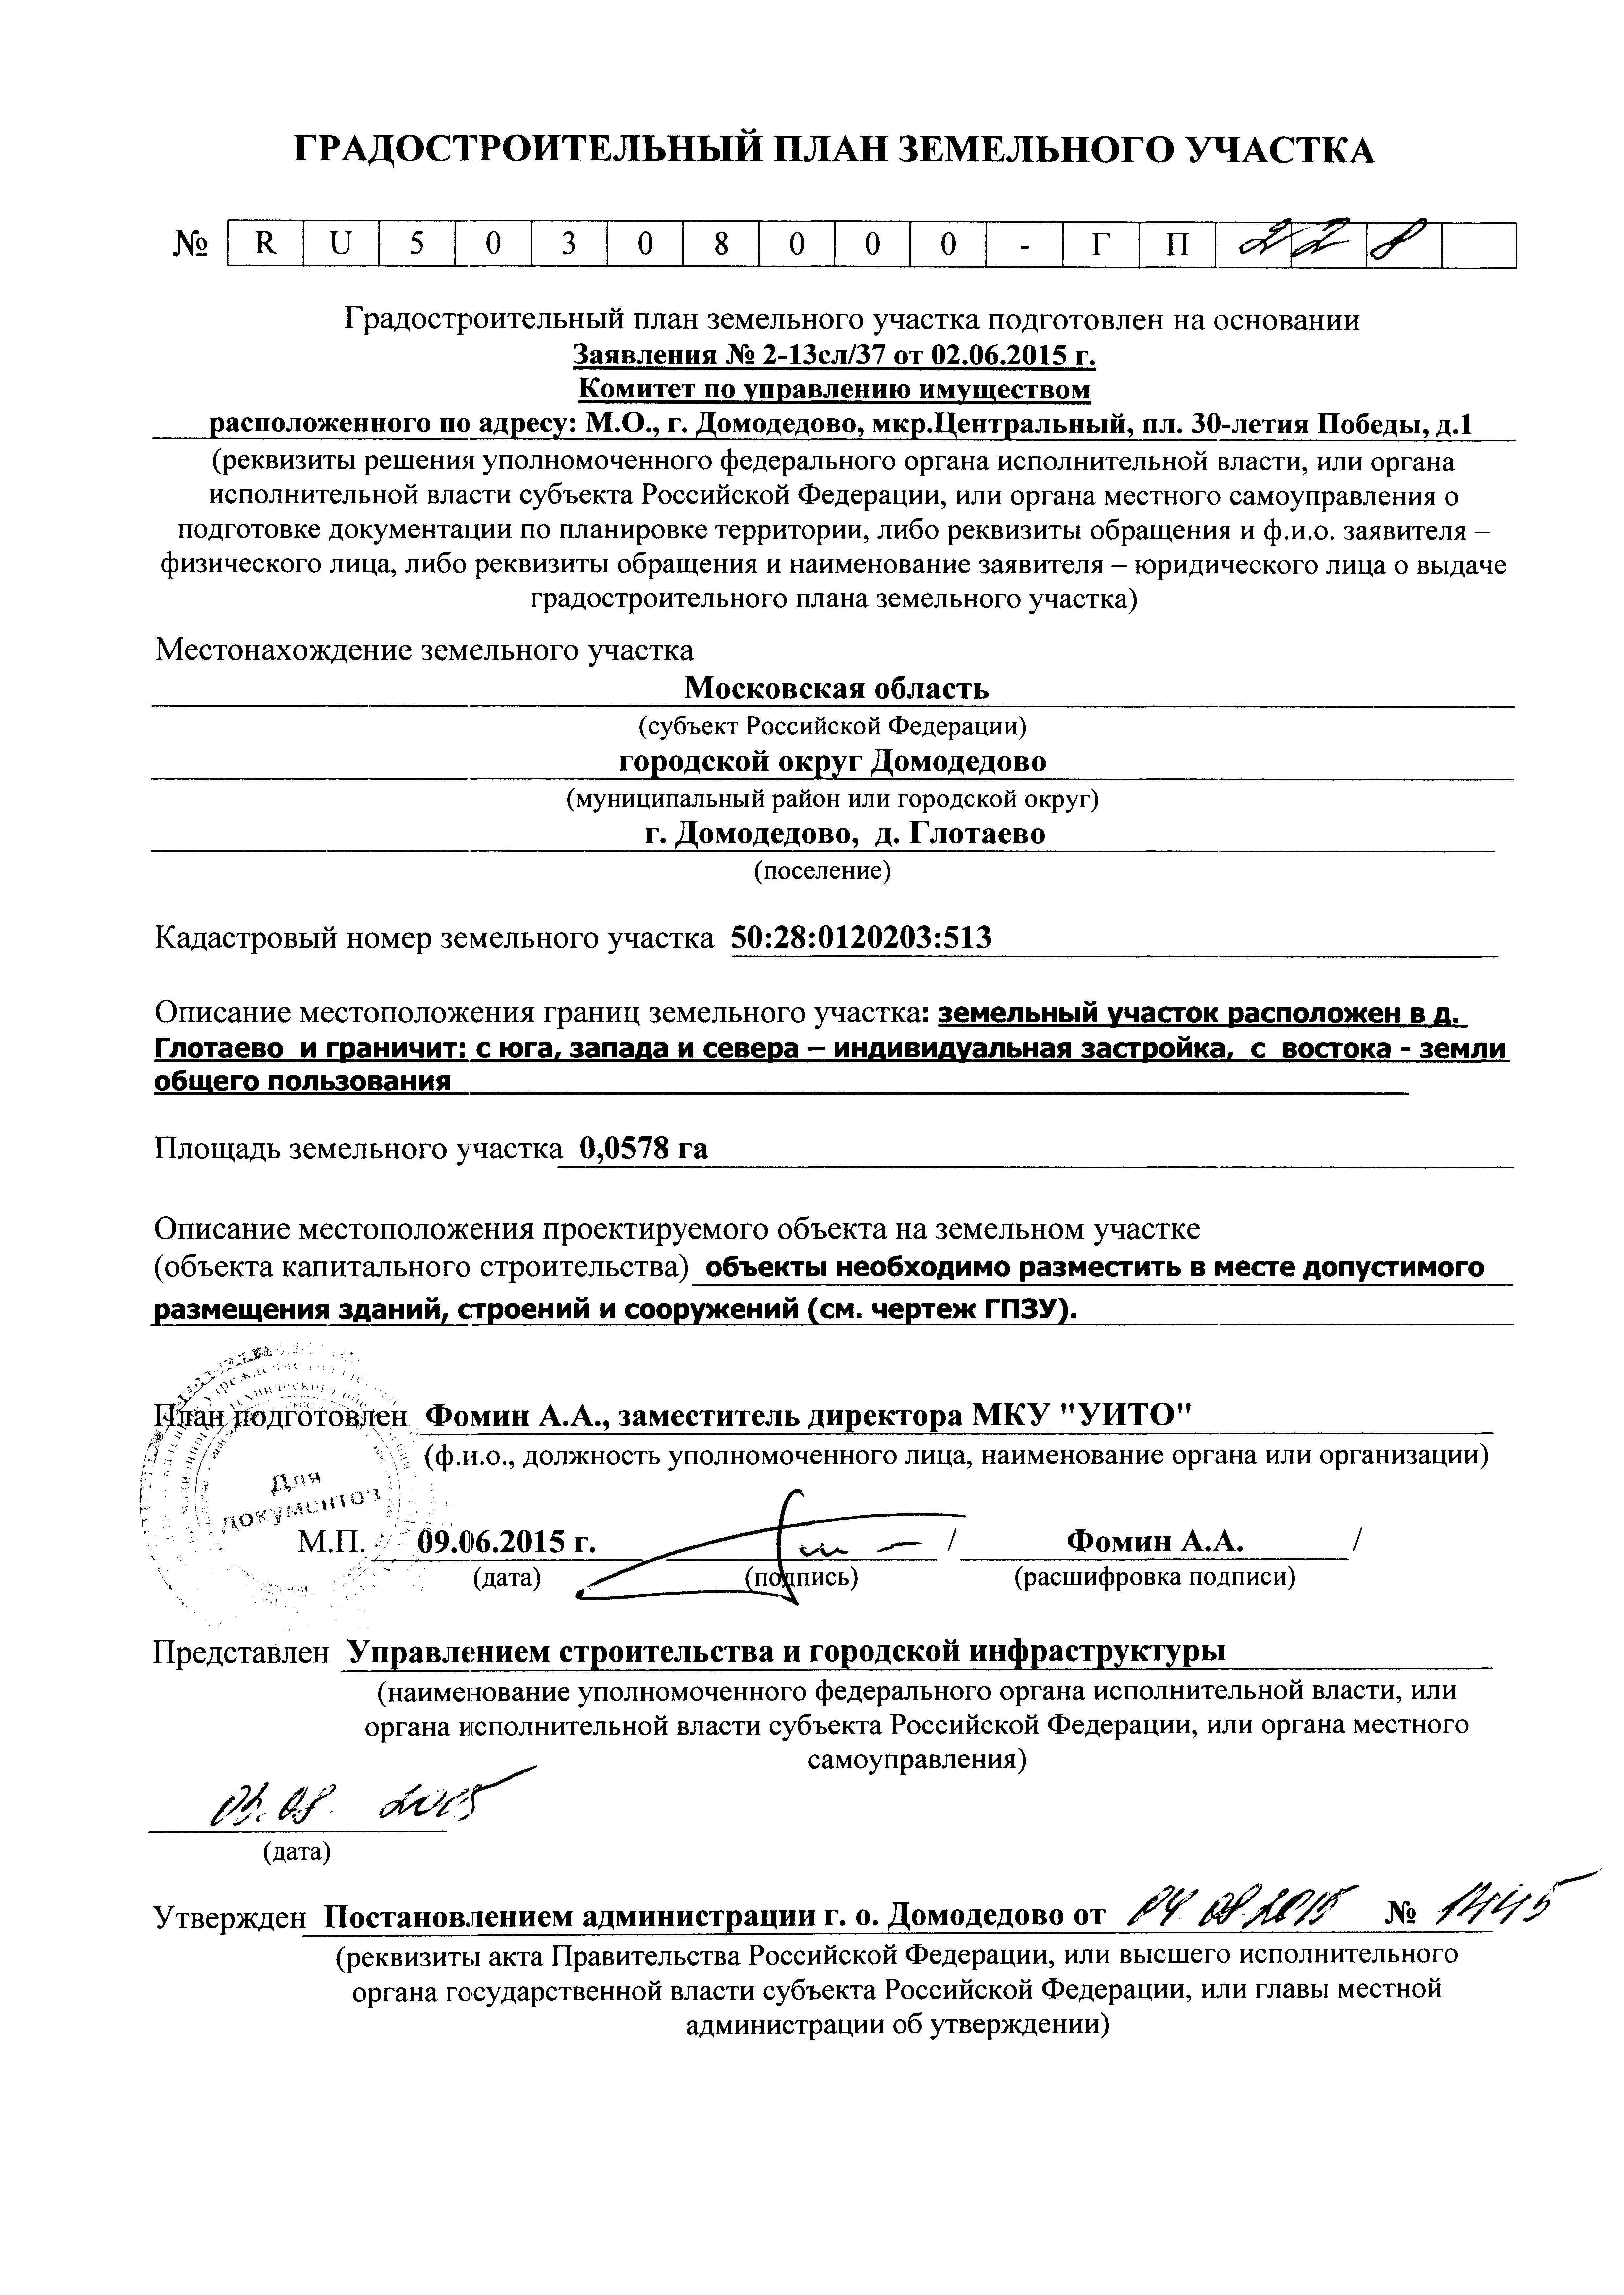 ГРАДОСТРОИТЕЛЬНЫЙ ПЛАН ЗЕМЕЛЬНОГО УЧАСТКА
№ R U 5 0 3 0 8 0 0 0 - Г П 2 2 8
Градостроительный план земельного участка подготовлен на основании
Заявления № 2-13сл/37 от 02.06.2015 г.
Комитет по управлению имуществом
расположенного по адресу: М.О., г. Домодедово, мкр.Центральный, пл. 30-летия Победы, д.1
(реквизиты решения уполномоченного федерального органа исполнительной власти, или органа
исполнительной власти субъекта Российской Федерации, или органа местного самоуправления о
подготовке документации по планировке территории, либо реквизиты обращения и ф.и.о. заявителя –
физического лица, либо реквизиты обращения и наименование заявителя – юридического лица о выдаче
градостроительного плана земельного участка)
Местонахождение земельного участка
Московская область
(субъект Российской Федерации)
городской округ Домодедово
(муниципальный район или городской округ)
г. Домодедово, д. Глотаево
(поселение)
Кадастровый номер земельного участка 50:28:0120203:513
Описание местоположения границ земельного участка: земельный участок расположен в д.
Глотаево и граничит: с юга, запада и севера – индивидуальная застройка, с востока - земли
общего пользования
Площадь земельного участка 0,0578 га
Описание местоположения проектируемого объекта на земельном участке
(объекта капитального строительства) объекты необходимо разместить в месте допустимого
размещения зданий, строений и сооружений (см. чертеж ГПЗУ).
План подготовлен Фомин А.А., заместитель директора МКУ "УИТО"
(ф.и.о., должность уполномоченного лица, наименование органа или организации)
Для
документов
М.П. 09.06.2015 г. / Фомин А.А. /
(дата) (подпись) (расшифровка подписи)
Представлен Управлением строительства и городской инфраструктуры
(наименование уполномоченного федерального органа исполнительной власти, или
органа исполнительной власти субъекта Российской Федерации, или органа местного
самоуправления)
(дата)
Утвержден Постановлением администрации г. о. Домодедово от 04 08 2015 № 1445
(реквизиты акта Правительства Российской Федерации, или высшего исполнительного
органа государственной власти субъекта Российской Федерации, или главы местной
администрации об утверждении)